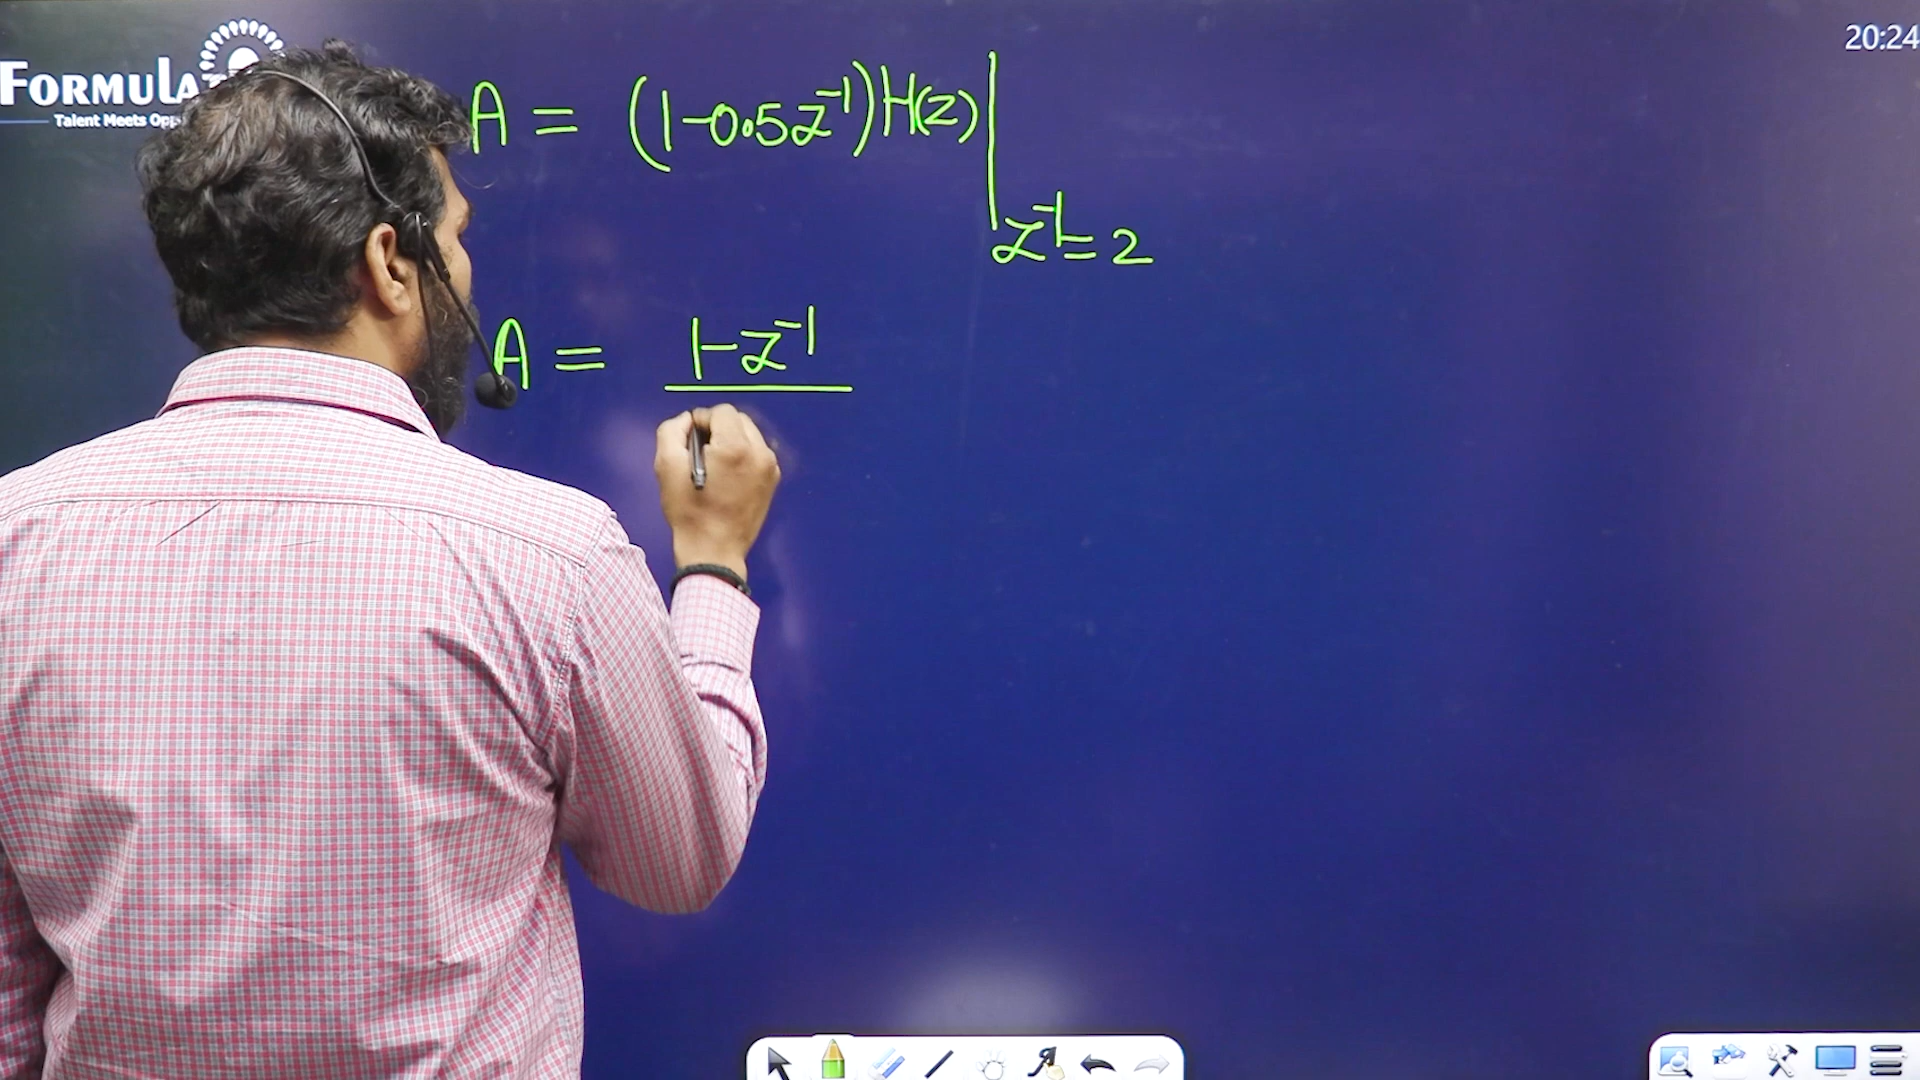 FORMULA
Talent Meets Opp
20:24
A = (1-0.5z⁻¹)H(z)|
z⁻¹=2
A = 1-z⁻¹